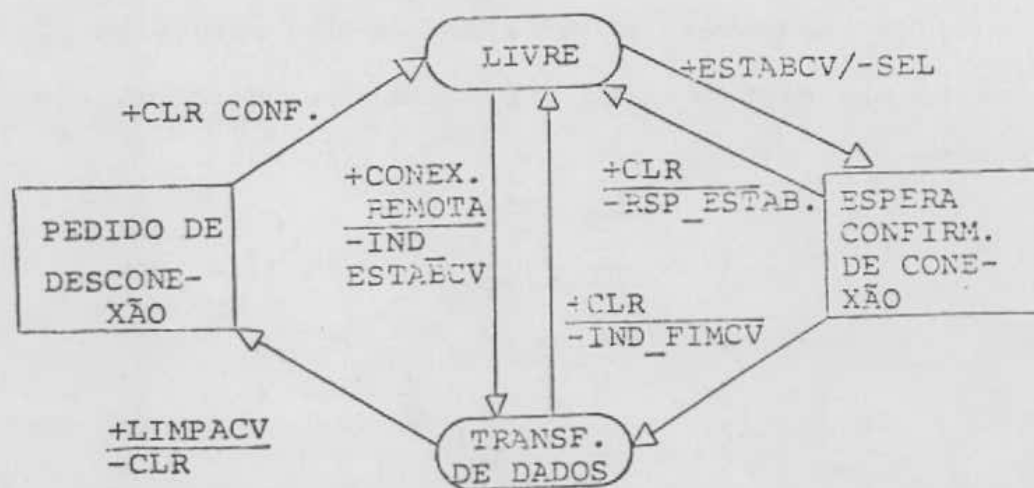 LIVRE
+ESTABCV/-SEL
+CLR CONF.
+CONEX.
REMOTA
-IND_
ESTABCV
+CLR
-RSP_ESTAB.
PEDIDO DE
DESCONE-
XÃO
ESPERA
CONFIRM.
DE CONE-
XÃO
+CLR
-IND_FIMCV
+LIMPACV
-CLR
TRANSF.
DE DADOS